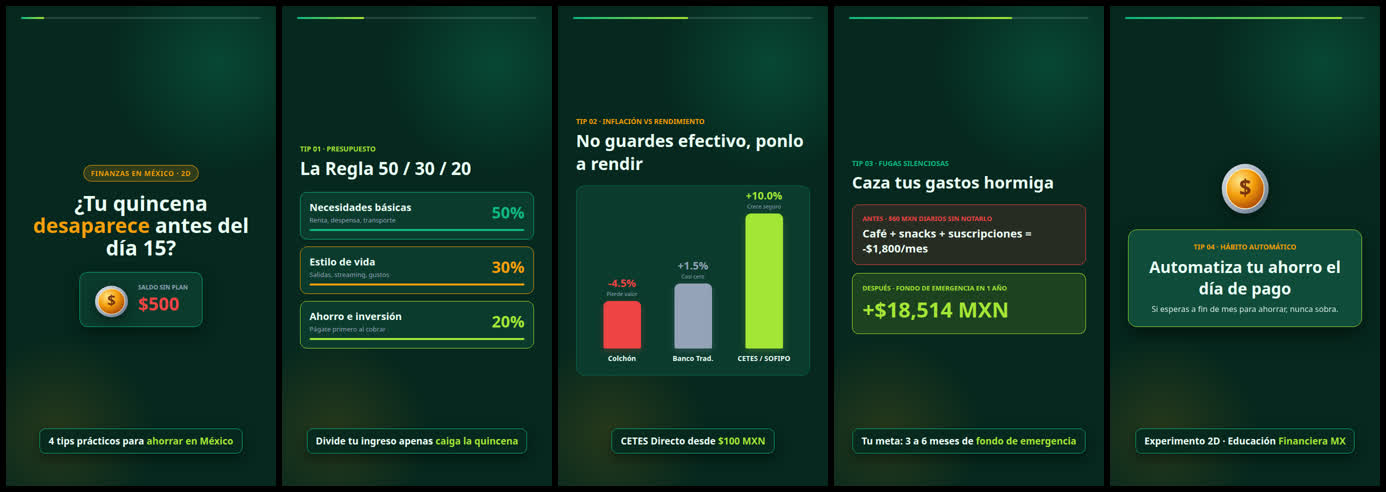 FINANZAS EN MÉXICO · 2D
¿Tu quincena
desaparece antes del
día 15?
$
SALDO SIN PLAN
$500
4 tips prácticos para ahorrar en México
TIP 01 · PRESUPUESTO
La Regla 50 / 30 / 20
Necesidades básicas
Renta, despensa, transporte
50%
Estilo de vida
Salidas, streaming, gustos
30%
Ahorro e inversión
Págate primero al cobrar
20%
Divide tu ingreso apenas caiga la quincena
TIP 02 · INFLACIÓN VS RENDIMIENTO
No guardes efectivo, ponlo
a rendir
-4.5%
Pierde valor
Colchón
+1.5%
Casi cero
Banco Trad.
+10.0%
Crece seguro
CETES / SOFIPO
CETES Directo desde $100 MXN
TIP 03 · FUGAS SILENCIOSAS
Caza tus gastos hormiga
ANTES · $60 MXN DIARIOS SIN NOTARLO
Café + snacks + suscripciones =
-$1,800/mes
DESPUÉS · FONDO DE EMERGENCIA EN 1 AÑO
+$18,514 MXN
Tu meta: 3 a 6 meses de fondo de emergencia
$
TIP 04 · HÁBITO AUTOMÁTICO
Automatiza tu ahorro el
día de pago
Si esperas a fin de mes para ahorrar, nunca sobra.
Experimento 2D · Educación Financiera MX